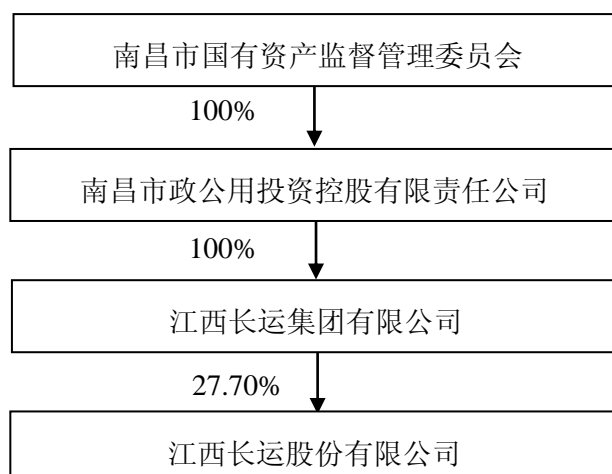 南昌市国有资产监督管理委员会
100%
南昌市政公用投资控股有限责任公司
100%
江西长运集团有限公司
27.70%
江西长运股份有限公司